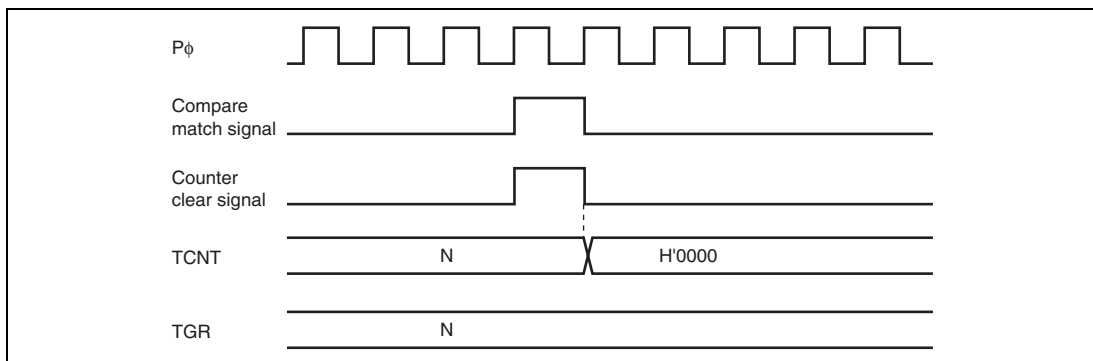 Pϕ
Compare
match signal
Counter
clear signal
TCNT
N
H'0000
TGR
N